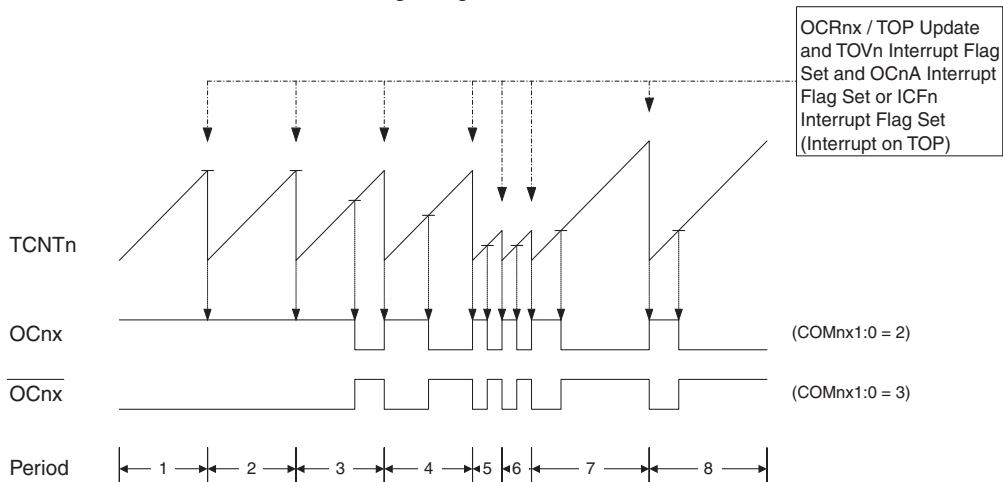 OCRnx / TOP Update
and TOVn Interrupt Flag
Set and OCnA Interrupt
Flag Set or ICFn
Interrupt Flag Set
(Interrupt on TOP)
TCNTn
OCnx
(COMnx1:0 = 2)
OCnx
(COMnx1:0 = 3)
Period
1 2 3 4 5 6 7 8